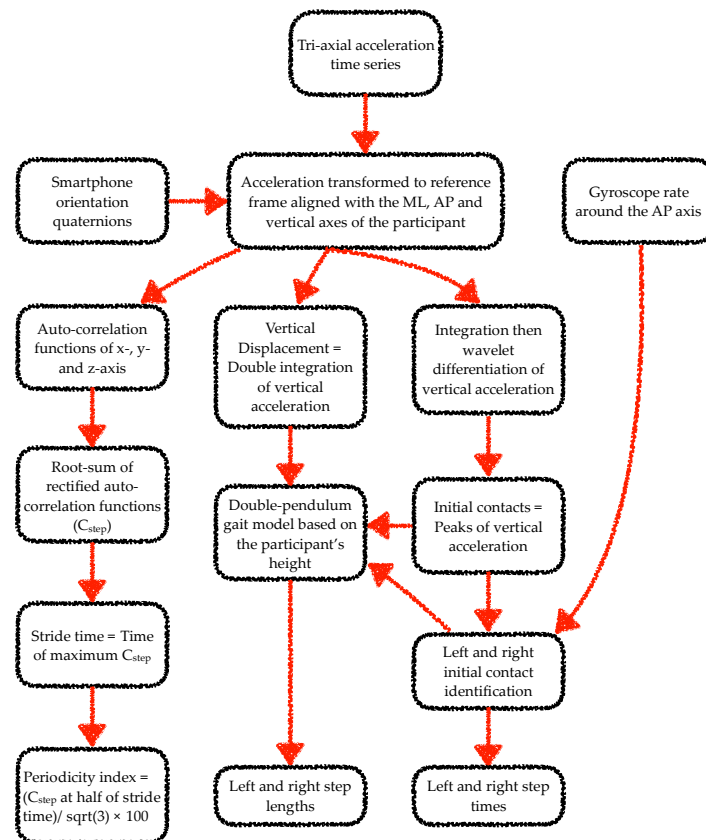 Tri-axial acceleration
time series
Smartphone
orientation
quaternions
Acceleration transformed to reference
frame aligned with the ML, AP and
vertical axes of the participant
Gyroscope rate
around the AP axis
Auto-correlation
functions of x-, y-
and z-axis
Vertical
Displacement =
Double integration
of vertical
acceleration
Integration then
wavelet
differentiation of
vertical acceleration
Root-sum of
rectified auto-
correlation functions
(Cstep)
Double-pendulum
gait model based on
the participant's
height
Initial contacts =
Peaks of vertical
acceleration
Stride time = Time
of maximum Cstep
Left and right
initial contact
identification
Periodicity index =
(Cstep at half of stride
time)/ sqrt(3) × 100
Left and right step
lengths
Left and right step
times